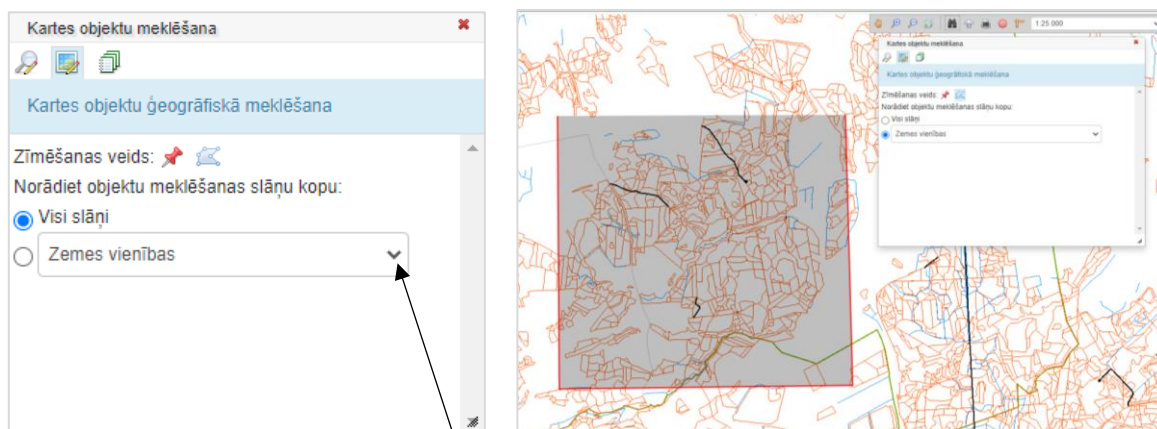 Kartes objektu meklēšana
Kartes objektu ģeogrāfiskā meklēšana
Zīmēšanas veids:
Norādiet objektu meklēšanas slāņu kopu:
Visi slāņi
Zemes vienības
1:25 000
Kartes objektu meklēšana
Kartes objektu ģeogrāfiskā meklēšana
Zīmēšanas veids:
Norādiet objektu meklēšanas slāņu kopu:
Visi slāņi
Zemes vienības